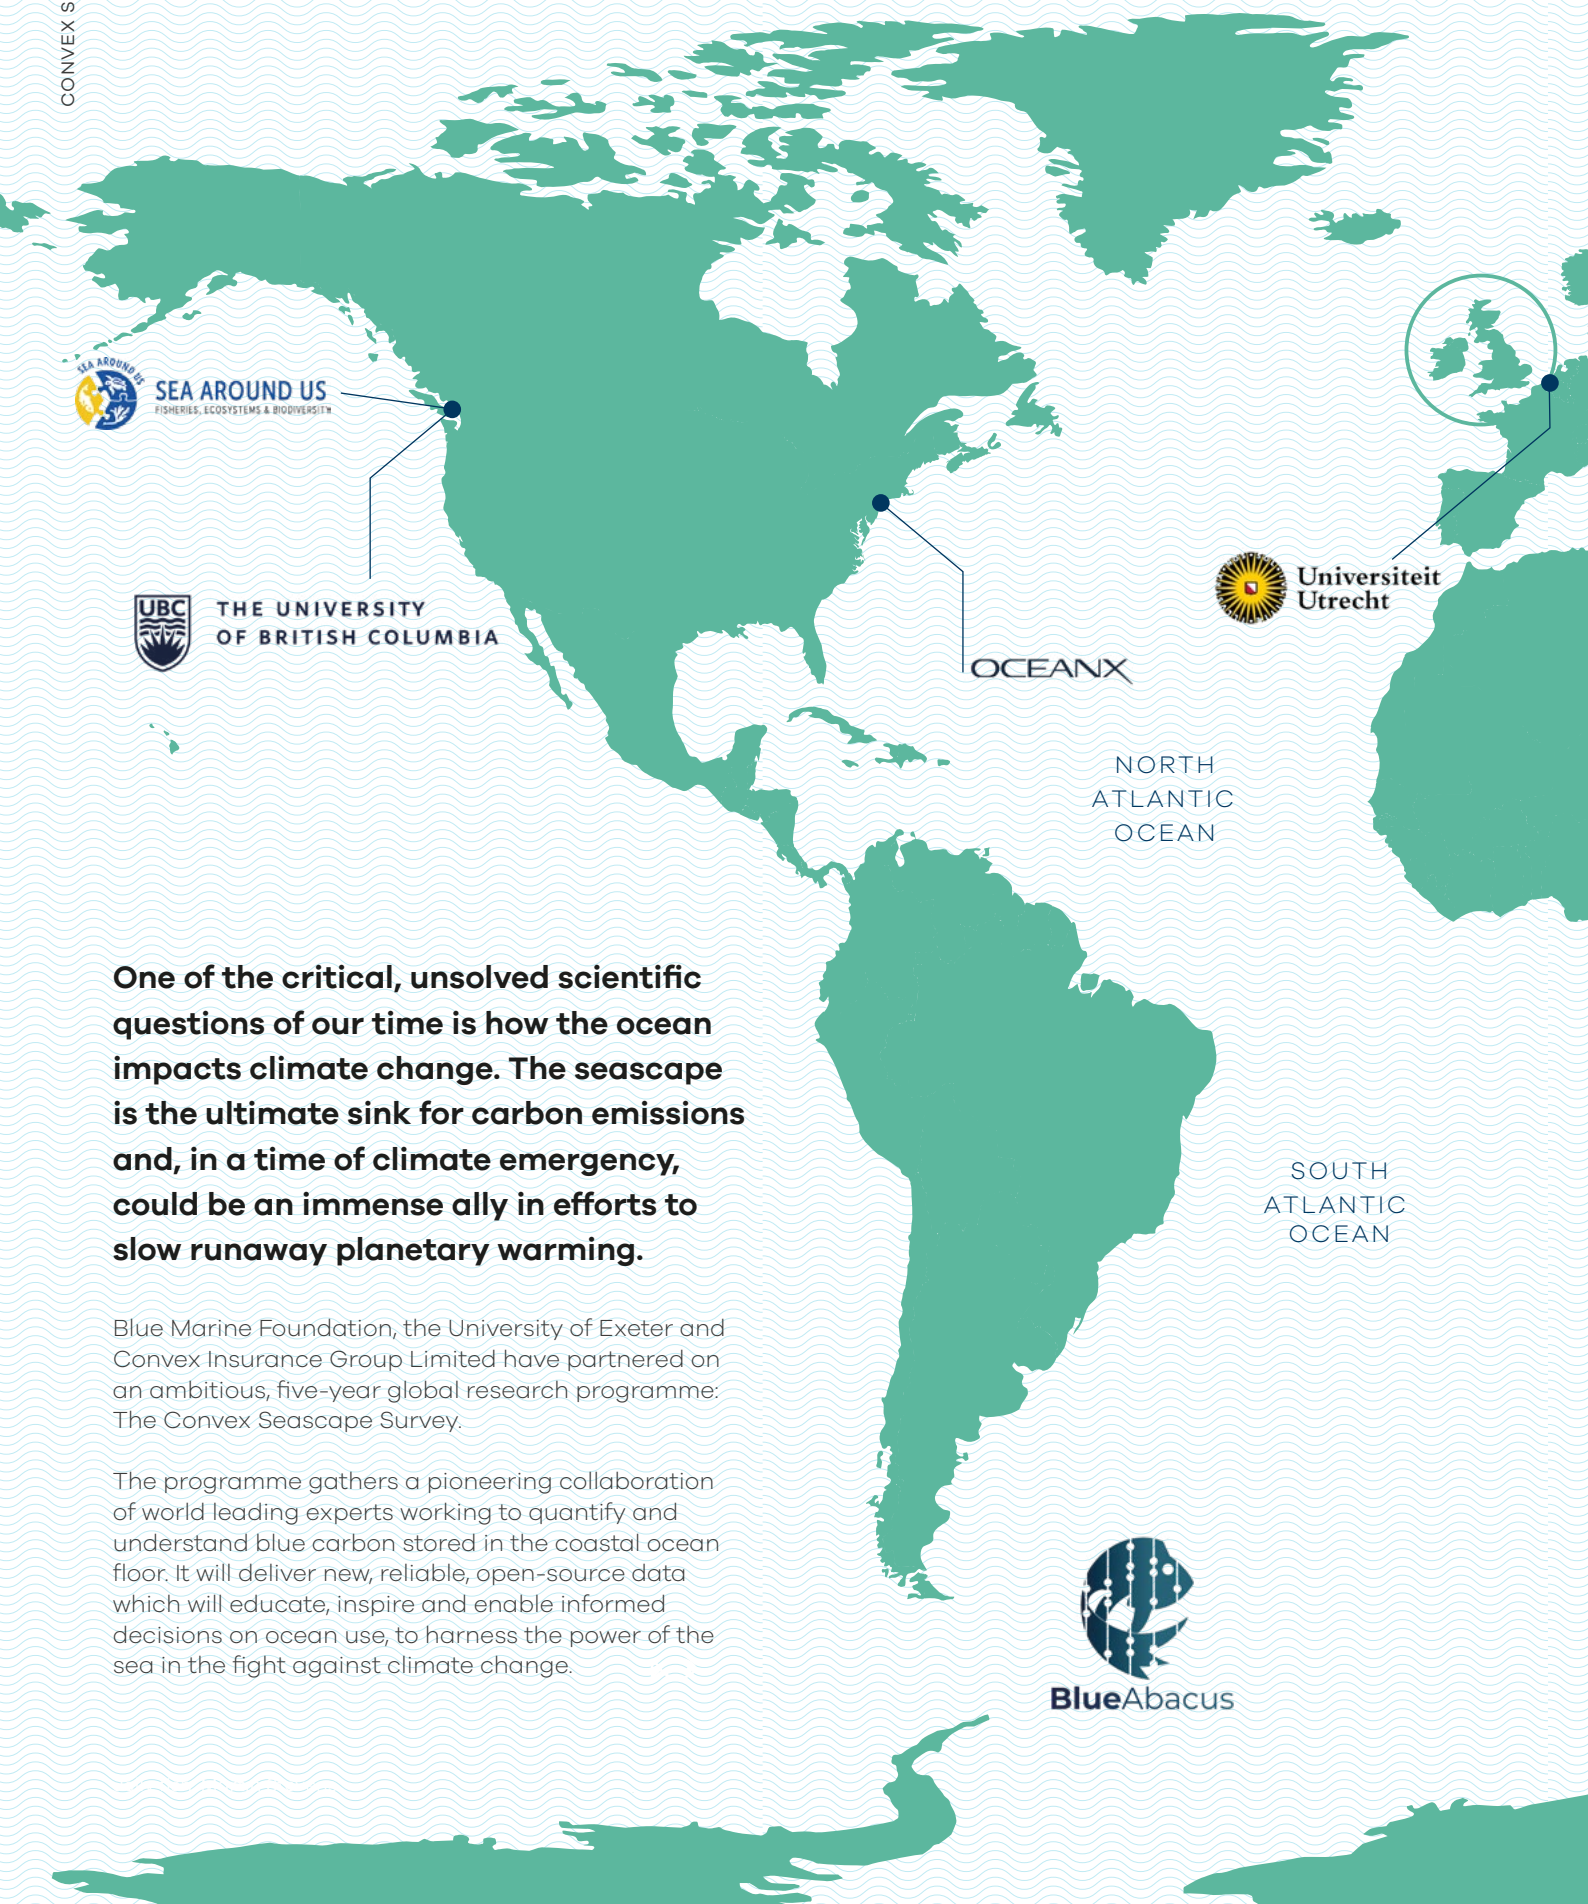 CONVEX S
SEA AROUND US
SEA AROUND US
FISHERIES, ECOSYSTEMS & BIODIVERSITY
UBC
THE UNIVERSITY
OF BRITISH COLUMBIA
OCEANX
Universiteit
Utrecht
NORTH
ATLANTIC
OCEAN
One of the critical, unsolved scientific
questions of our time is how the ocean
impacts climate change. The seascape
is the ultimate sink for carbon emissions
and, in a time of climate emergency,
could be an immense ally in efforts to
slow runaway planetary warming.
SOUTH
ATLANTIC
OCEAN
Blue Marine Foundation, the University of Exeter and
Convex Insurance Group Limited have partnered on
an ambitious, five-year global research programme:
The Convex Seascape Survey.
The programme gathers a pioneering collaboration
of world leading experts working to quantify and
understand blue carbon stored in the coastal ocean
floor. It will deliver new, reliable, open-source data
which will educate, inspire and enable informed
decisions on ocean use, to harness the power of the
sea in the fight against climate change.
BlueAbacus